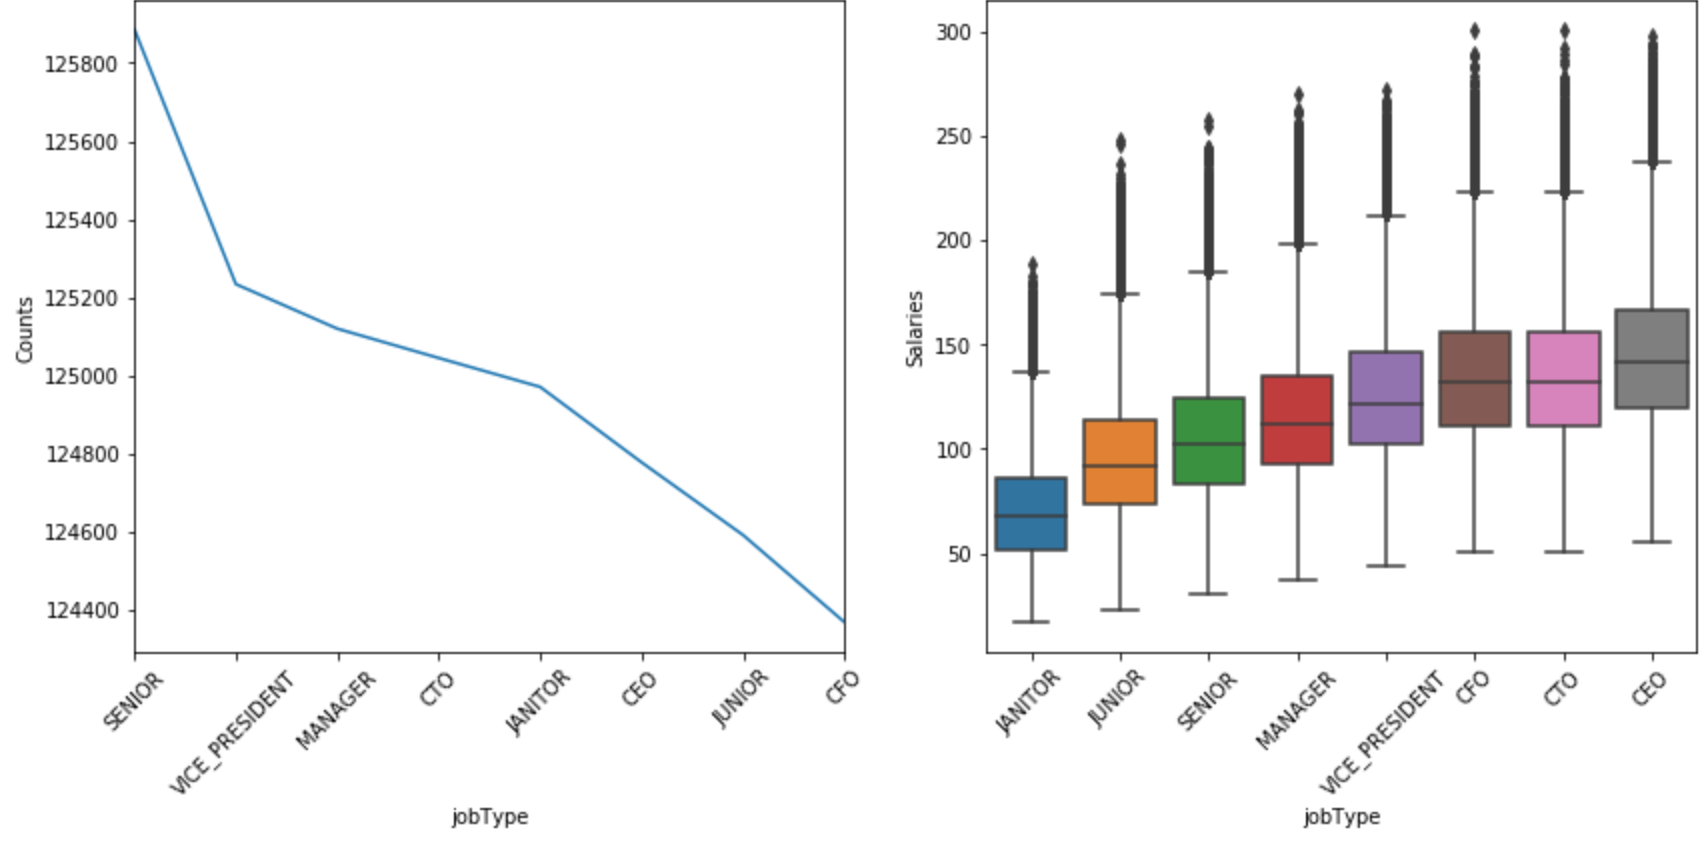 125800
125600
125400
125200
125000
124800
124600
124400
Counts
SENIOR
VICE_PRESIDENT
MANAGER
CTO
JANITOR
CEO
JUNIOR
CFO
jobType
300
250
200
150
100
50
Salaries
JANITOR
JUNIOR
SENIOR
MANAGER
VICE_PRESIDENT
CFO
CTO
CEO
jobType